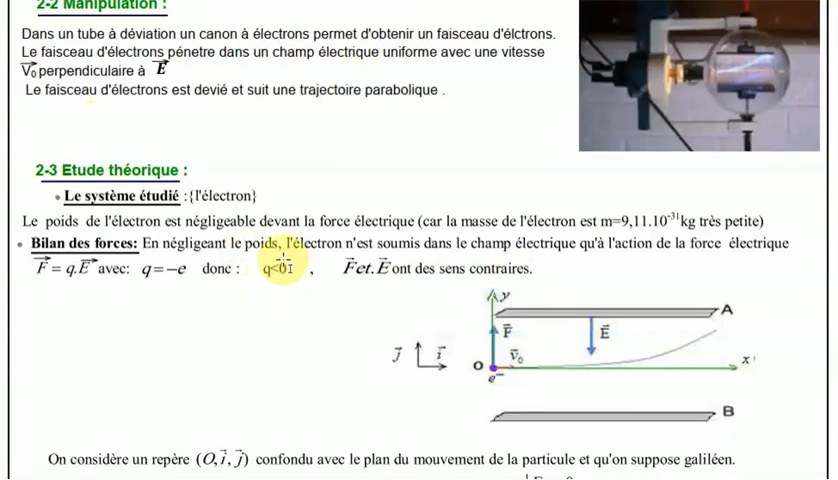 2-2 Manipulation :
Dans un tube à déviation un canon à électrons permet d'obtenir un faisceau d'élctrons.
Le faisceau d'électrons pénetre dans un champ électrique uniforme avec une vitesse
V₀ perpendiculaire à E
Le faisceau d'électrons est devié et suit une trajectoire parabolique .
2-3 Etude théorique :
• Le système étudié :{l'électron}
Le poids de l'électron est négligeable devant la force électrique (car la masse de l'électron est m=9,11.10⁻³¹kg très petite)
• Bilan des forces: En négligeant le poids, l'électron n'est soumis dans le champ électrique qu'à l'action de la force électrique
F = q.E avec: q=−e donc : q<0 , F et. E ont des sens contraires.
y
A
F
E
j i
v₀
O
x
e⁻
B
On considère un repère (O,i,j) confondu avec le plan du mouvement de la particule et qu'on suppose galiléen.